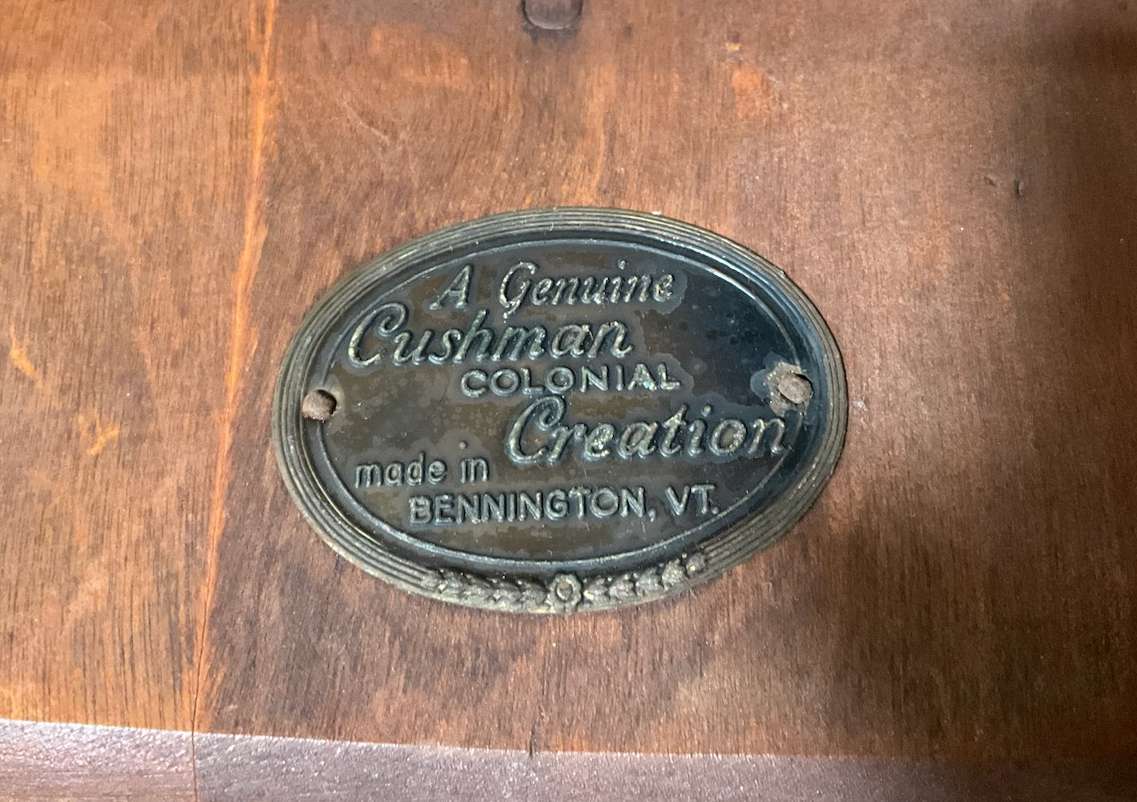 A Genuine
Cushman
COLONIAL
Creation
made in
BENNINGTON, VT.